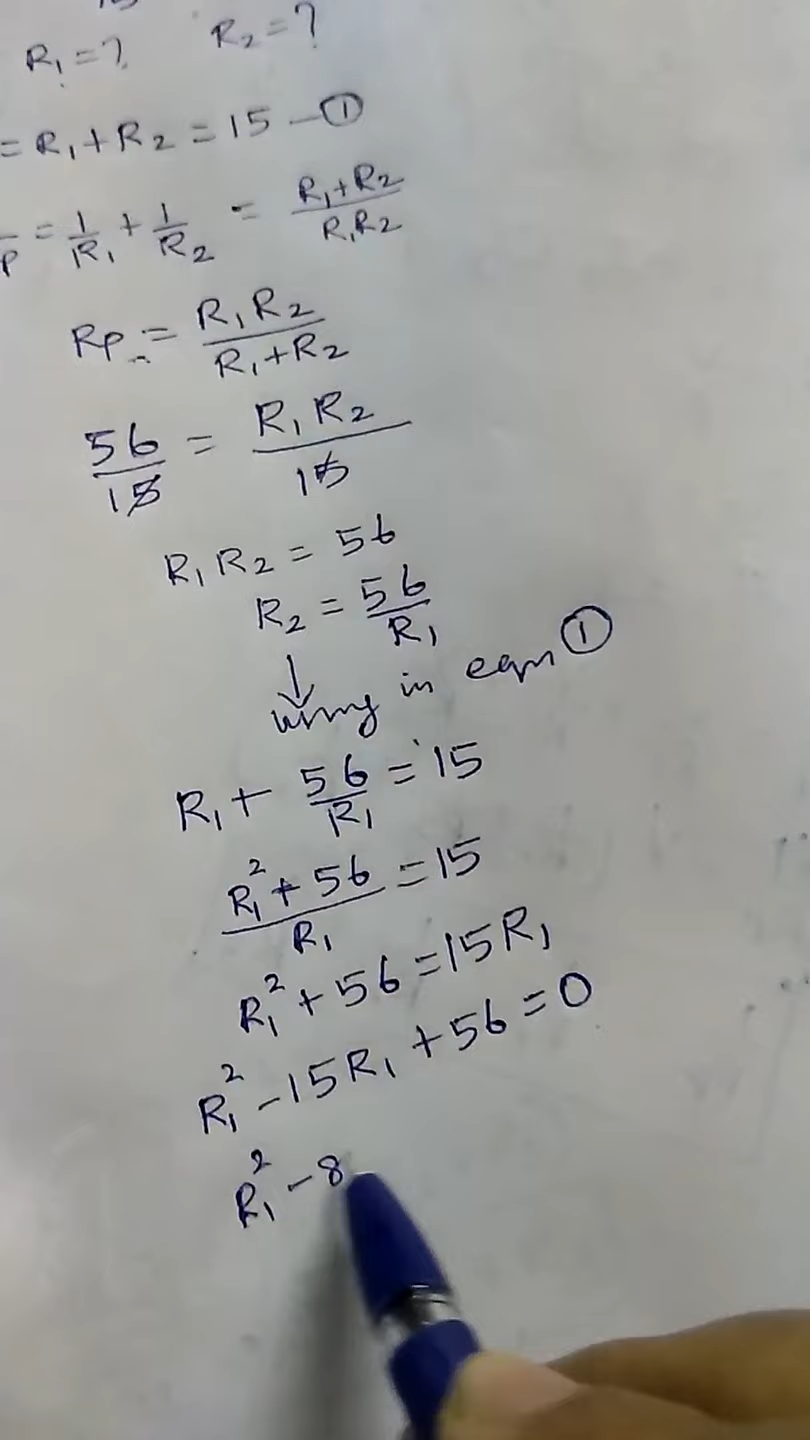 R₁ = ? R₂ = ?
= R₁ + R₂ = 15 — ①
= 1/R₁ + 1/R₂ = (R₁+R₂)/(R₁R₂)
Rp = (R₁R₂)/(R₁+R₂)
56/15 = (R₁R₂)/15
R₁R₂ = 56
R₂ = 56/R₁
↓
using in eqn ①
R₁ + 56/R₁ = 15
(R₁² + 56)/R₁ = 15
R₁² + 56 = 15R₁
R₁² - 15R₁ + 56 = 0
R₁² - 8